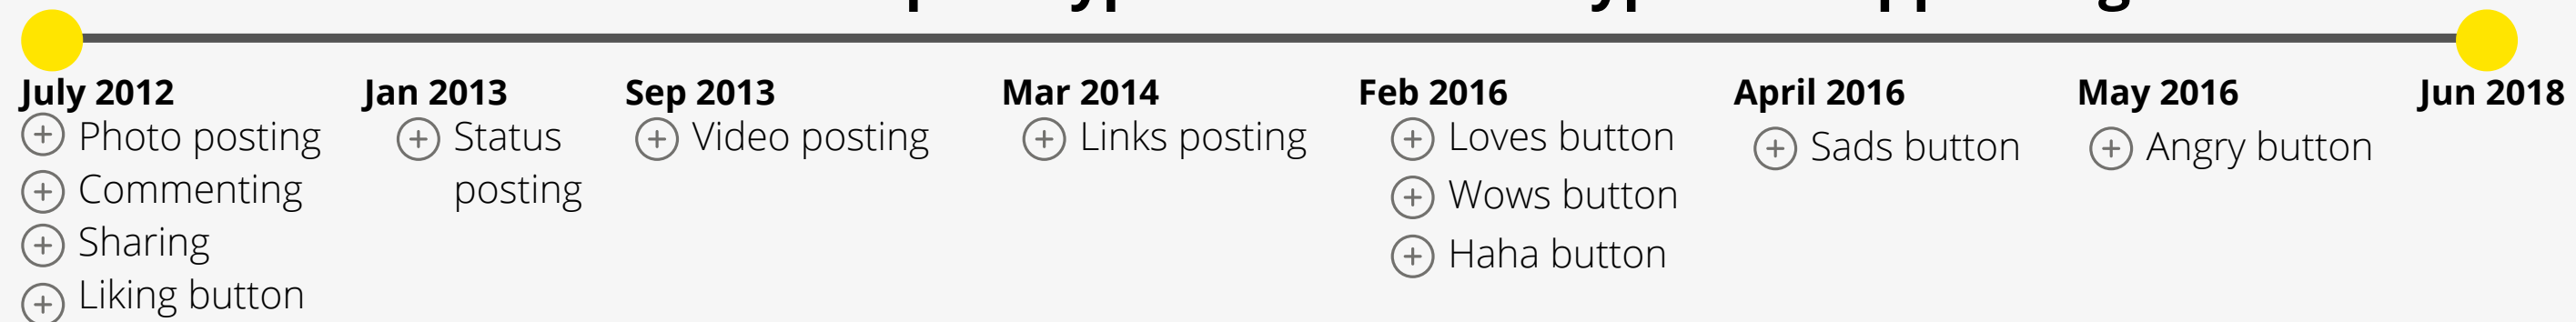 July 2012
Photo posting
Commenting
Sharing
Liking button
Jan 2013
Status
posting
Sep 2013
Video posting
Mar 2014
Links posting
Feb 2016
Loves button
Wows button
Haha button
April 2016
Sads button
May 2016
Angry button
Jun 2018